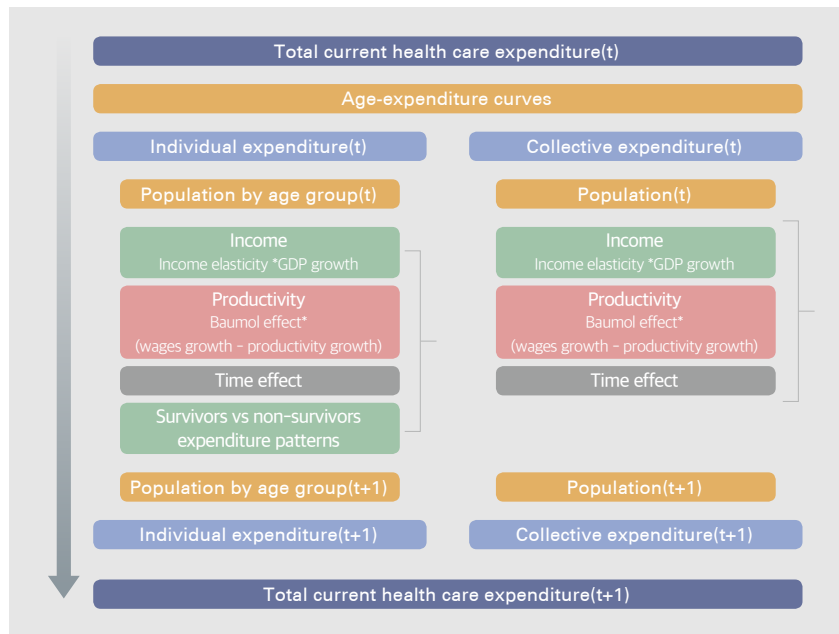 Total current health care expenditure(t)
Age-expenditure curves
Individual expenditure(t)
Collective expenditure(t)
Population by age group(t)
Population(t)
Income
Income elasticity *GDP growth
Income
Income elasticity *GDP growth
Productivity
Baumol effect*
(wages growth - productivity growth)
Productivity
Baumol effect*
(wages growth - productivity growth)
Time effect
Time effect
Survivors vs non-survivors
expenditure patterns
Population by age group(t+1)
Population(t+1)
Individual expenditure(t+1)
Collective expenditure(t+1)
Total current health care expenditure(t+1)